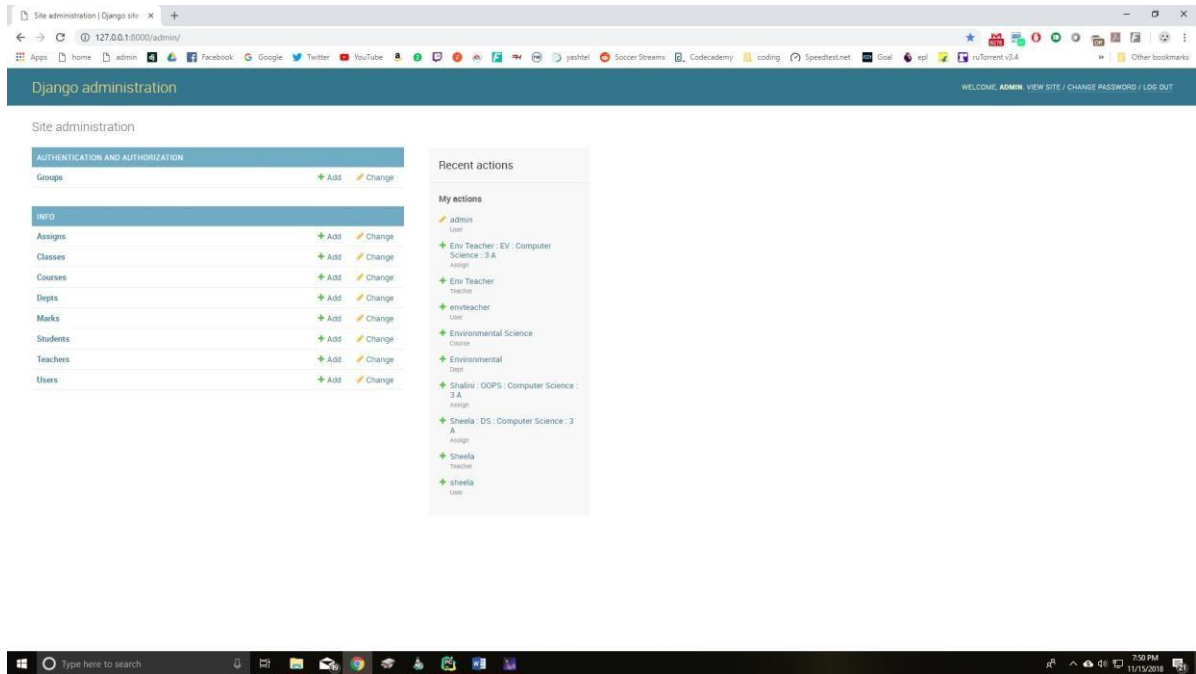 Site administration | Django site
127.0.0.1:8000/admin/
Apps home admin Facebook Google Twitter YouTube yashtel Soccer Streams Codecademy coding Speedtest.net Goal epl ruTorrent v3.4 » Other bookmarks
Django administration
WELCOME, ADMIN. VIEW SITE / CHANGE PASSWORD / LOG OUT
Site administration
AUTHENTICATION AND AUTHORIZATION
Groups + Add Change
INFO
Assigns + Add Change
Classes + Add Change
Courses + Add Change
Depts + Add Change
Marks + Add Change
Students + Add Change
Teachers + Add Change
Users + Add Change
Recent actions
My actions
admin
User
Env Teacher : EV : Computer
Science : 3 A
Assign
Env Teacher
Teacher
envteacher
User
Environmental Science
Course
Environmental
Dept
Shalini : OOPS : Computer Science :
3 A
Assign
Sheela : DS : Computer Science : 3
A
Assign
Sheela
Teacher
sheela
User
Type here to search
7:50 PM
11/15/2018